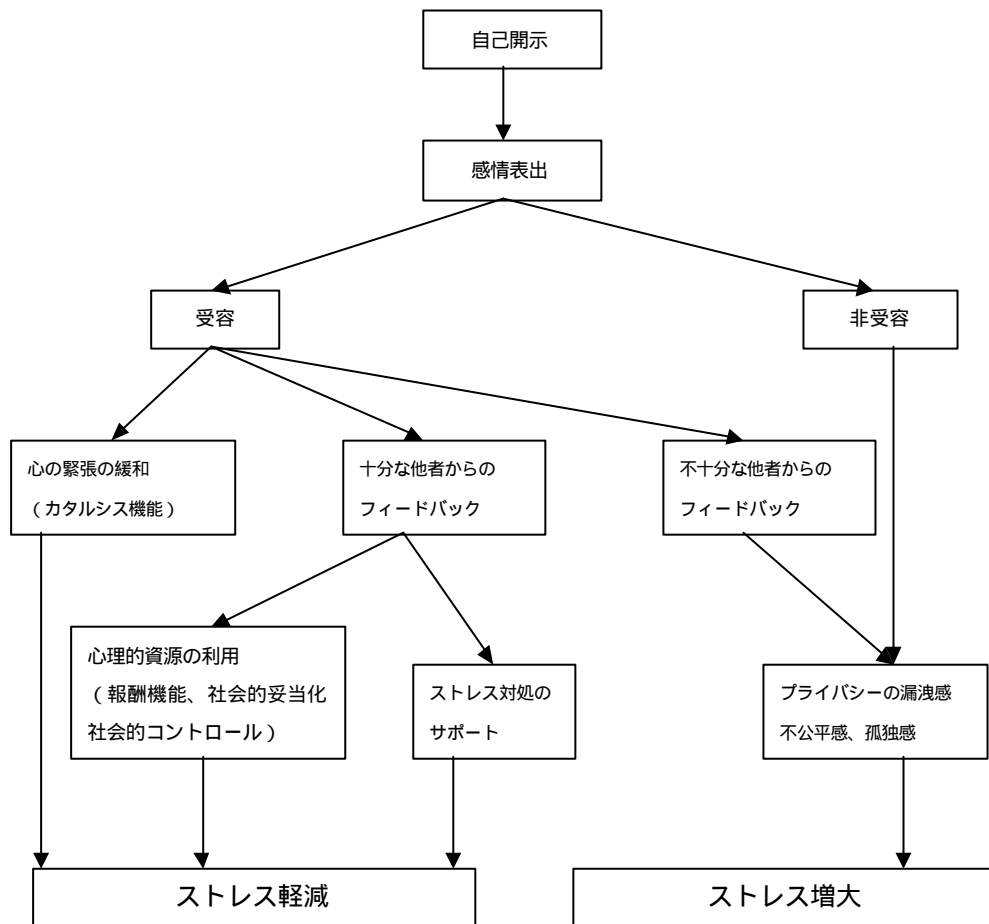 自己開示
感情表出
受容
非受容
心の緊張の緩和
（カタルシス機能）
十分な他者からの
フィードバック
不十分な他者からの
フィードバック
心理的資源の利用
（報酬機能、社会的妥当化
社会的コントロール）
ストレス対処の
サポート
プライバシーの漏洩感
不公平感、孤独感
ストレス軽減
ストレス増大